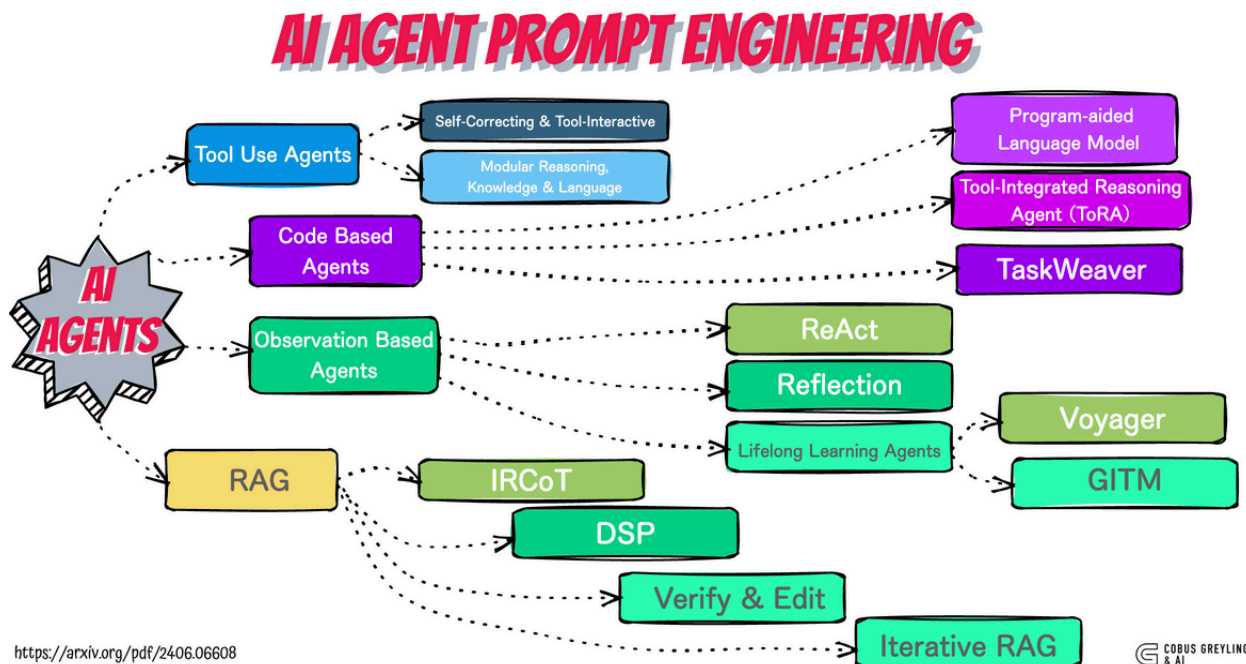 AI AGENT PROMPT ENGINEERING
Self-Correcting & Tool-Interactive
Tool Use Agents
Modular Reasoning,
Knowledge & Language
Program-aided
Language Model
Tool-Integrated Reasoning
Agent (ToRA)
Code Based
Agents
TaskWeaver
AI
AGENTS
Observation Based
Agents
ReAct
Reflection
Lifelong Learning Agents
Voyager
GITM
RAG
IRCoT
DSP
Verify & Edit
Iterative RAG
https://arxiv.org/pdf/2406.06608
COBUS GREYLING
& AI